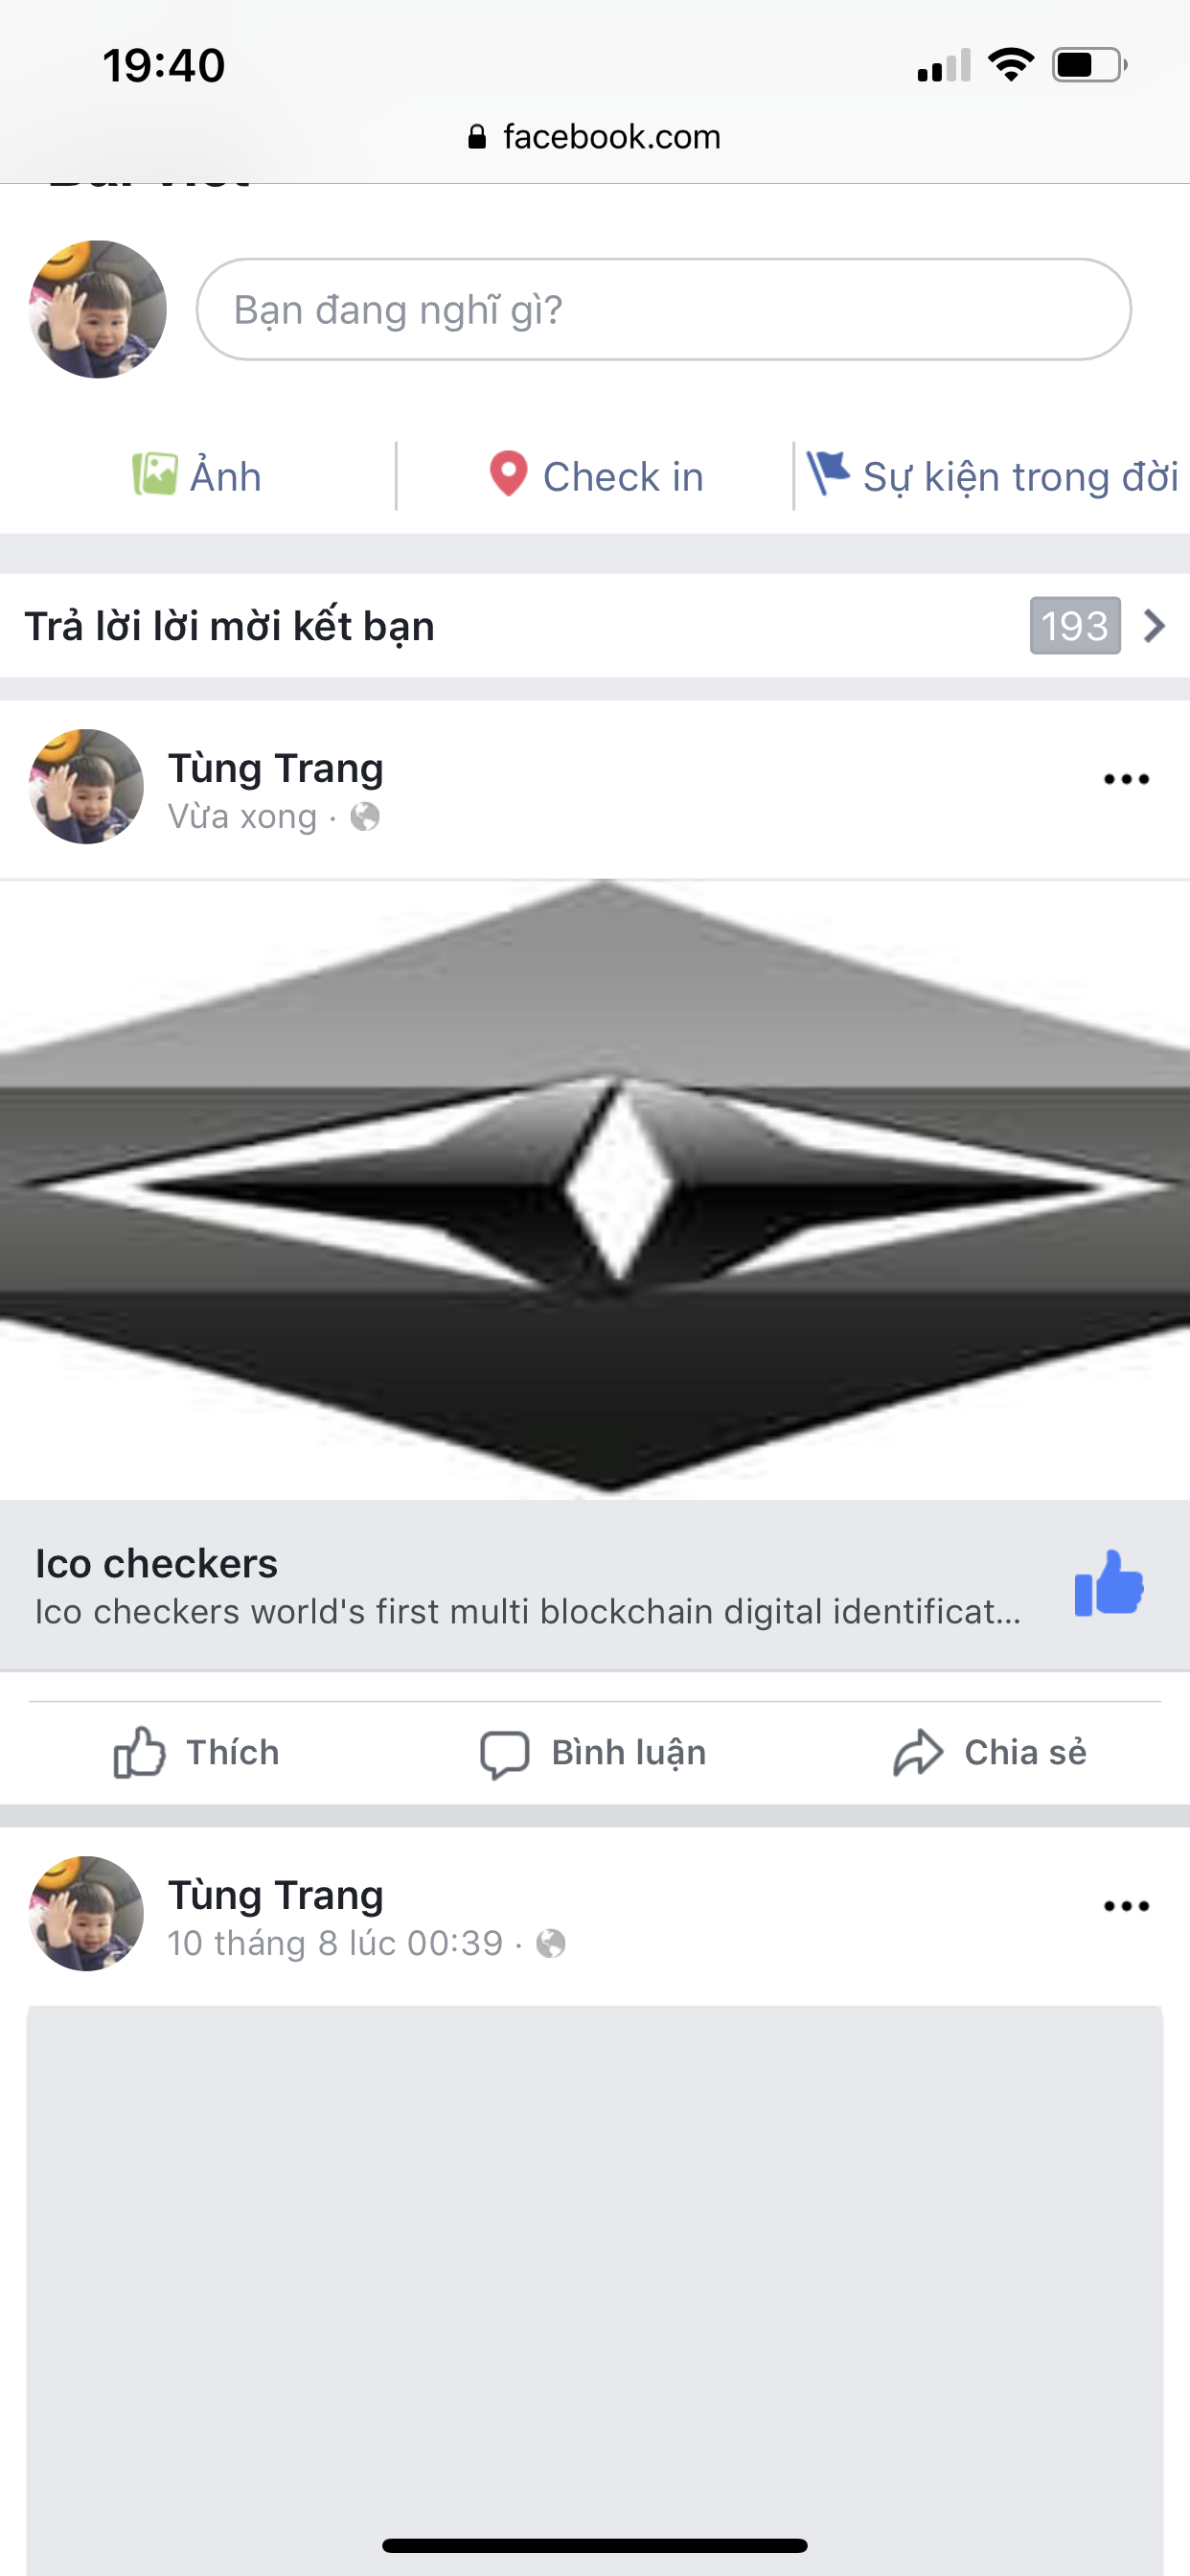 19:40
facebook.com
Bạn đang nghĩ gì?
Ảnh
Check in
Sự kiện trong đời
Trả lời lời mời kết bạn
193
Tùng Trang
Vừa xong ·
Ico checkers
Ico checkers world's first multi blockchain digital identificat...
Thích
Bình luận
Chia sẻ
Tùng Trang
10 tháng 8 lúc 00:39 ·